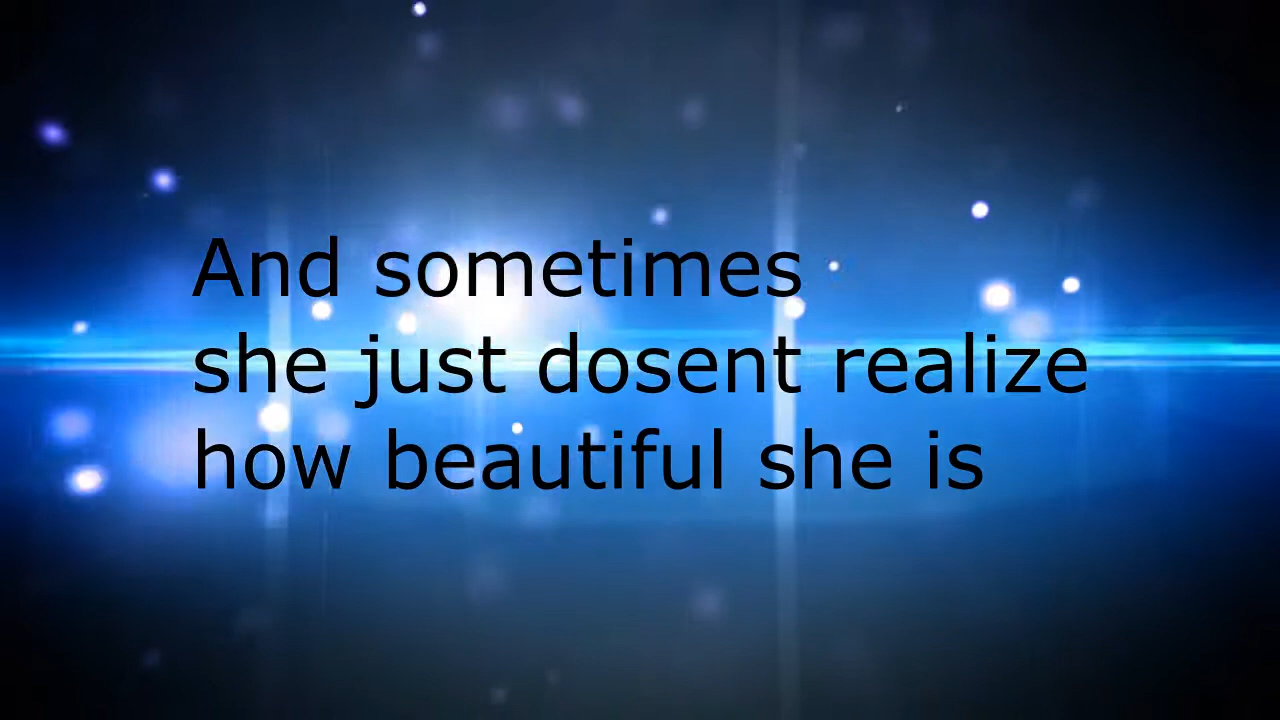 And sometimes
she just dosent realize
how beautiful she is